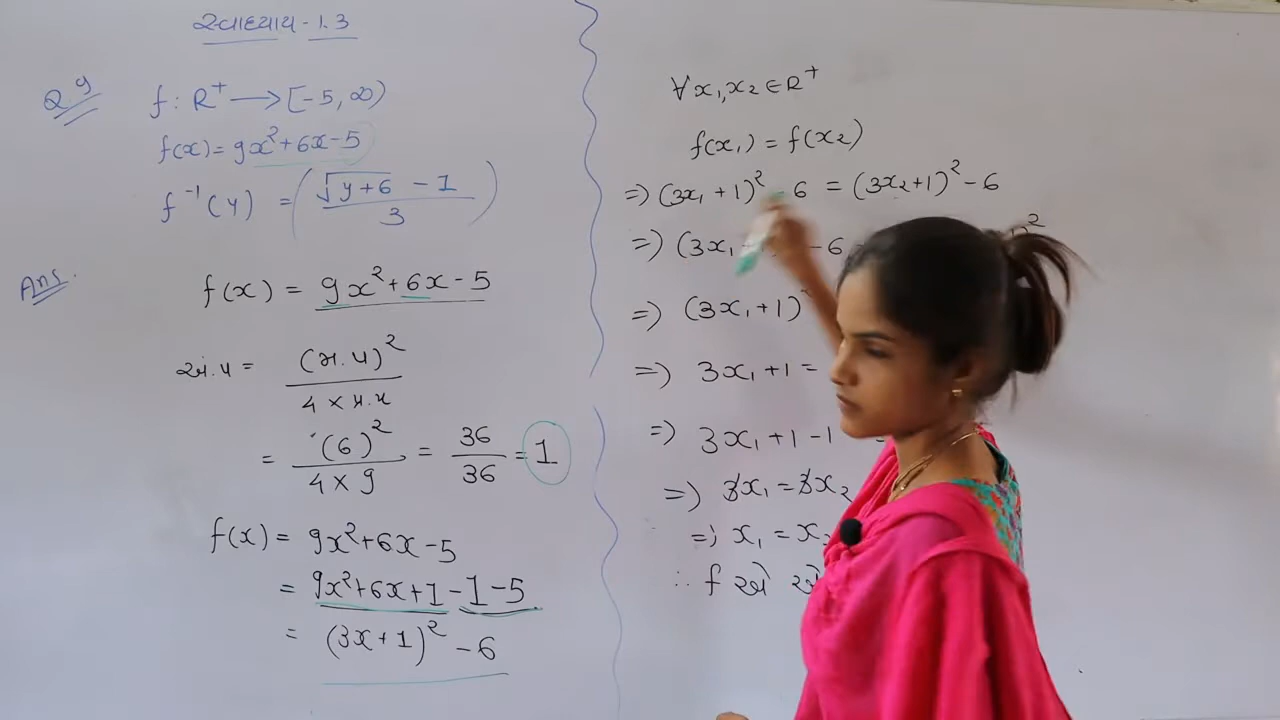 સ્વાધ્યાય - 1.3
Q 9
f : R⁺ → [-5, ∞)
f(x) = 9x²+6x-5
f⁻¹(y) = (√(y+6) - 1)/3
Ans.
f(x) = 9x²+6x-5
અં.પ = (મ.પ)²/4 × પ્ર.પ
= (6)²/4 × 9 = 36/36 = 1
f(x) = 9x²+6x-5
= 9x²+6x+1-1-5
= (3x+1)² - 6
∀x₁,x₂ ∈ R⁺
f(x₁) = f(x₂)
⇒ (3x₁ + 1)² - 6 = (3x₂+1)² - 6
⇒ (3x₁ - 6
⇒ (3x₁ + 1)
⇒ 3x₁ + 1 =
⇒ 3x₁ + 1 - 1
⇒ 3x₁ = 3x₂
⇒ x₁ = x₂
∴ f એ